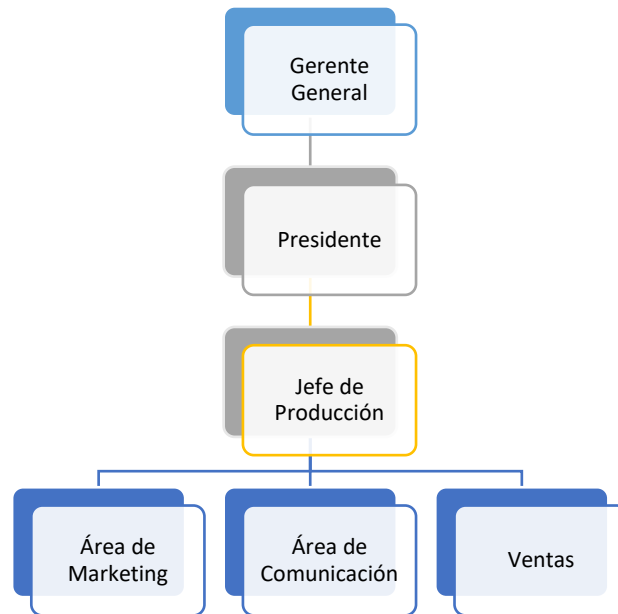 Gerente
General
Presidente
Jefe de
Producción
Área de
Marketing
Área de
Comunicación
Ventas